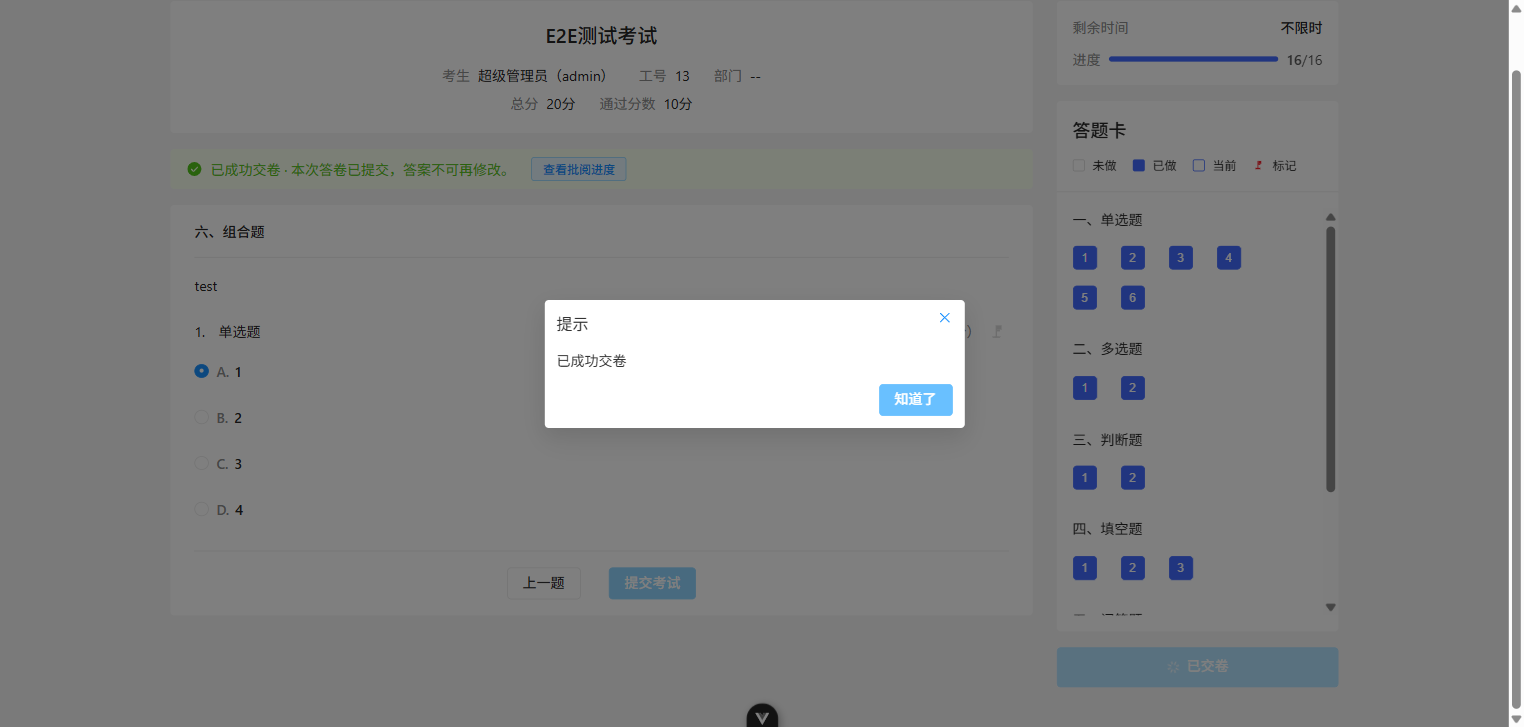 E2E测试考试
考生 超级管理员（admin） 工号 13 部门 --
总分 20分 通过分数 10分
已成功交卷 · 本次答卷已提交，答案不可再修改。 查看批阅进度
六、组合题
test
1. 单选题
A. 1
B. 2
C. 3
D. 4
上一题 提交考试
提示
已成功交卷
知道了
剩余时间 不限时
进度 16/16
答题卡
未做 已做 当前 标记
一、单选题
1 2 3 4
5 6
二、多选题
1 2
三、判断题
1 2
四、填空题
1 2 3
已交卷